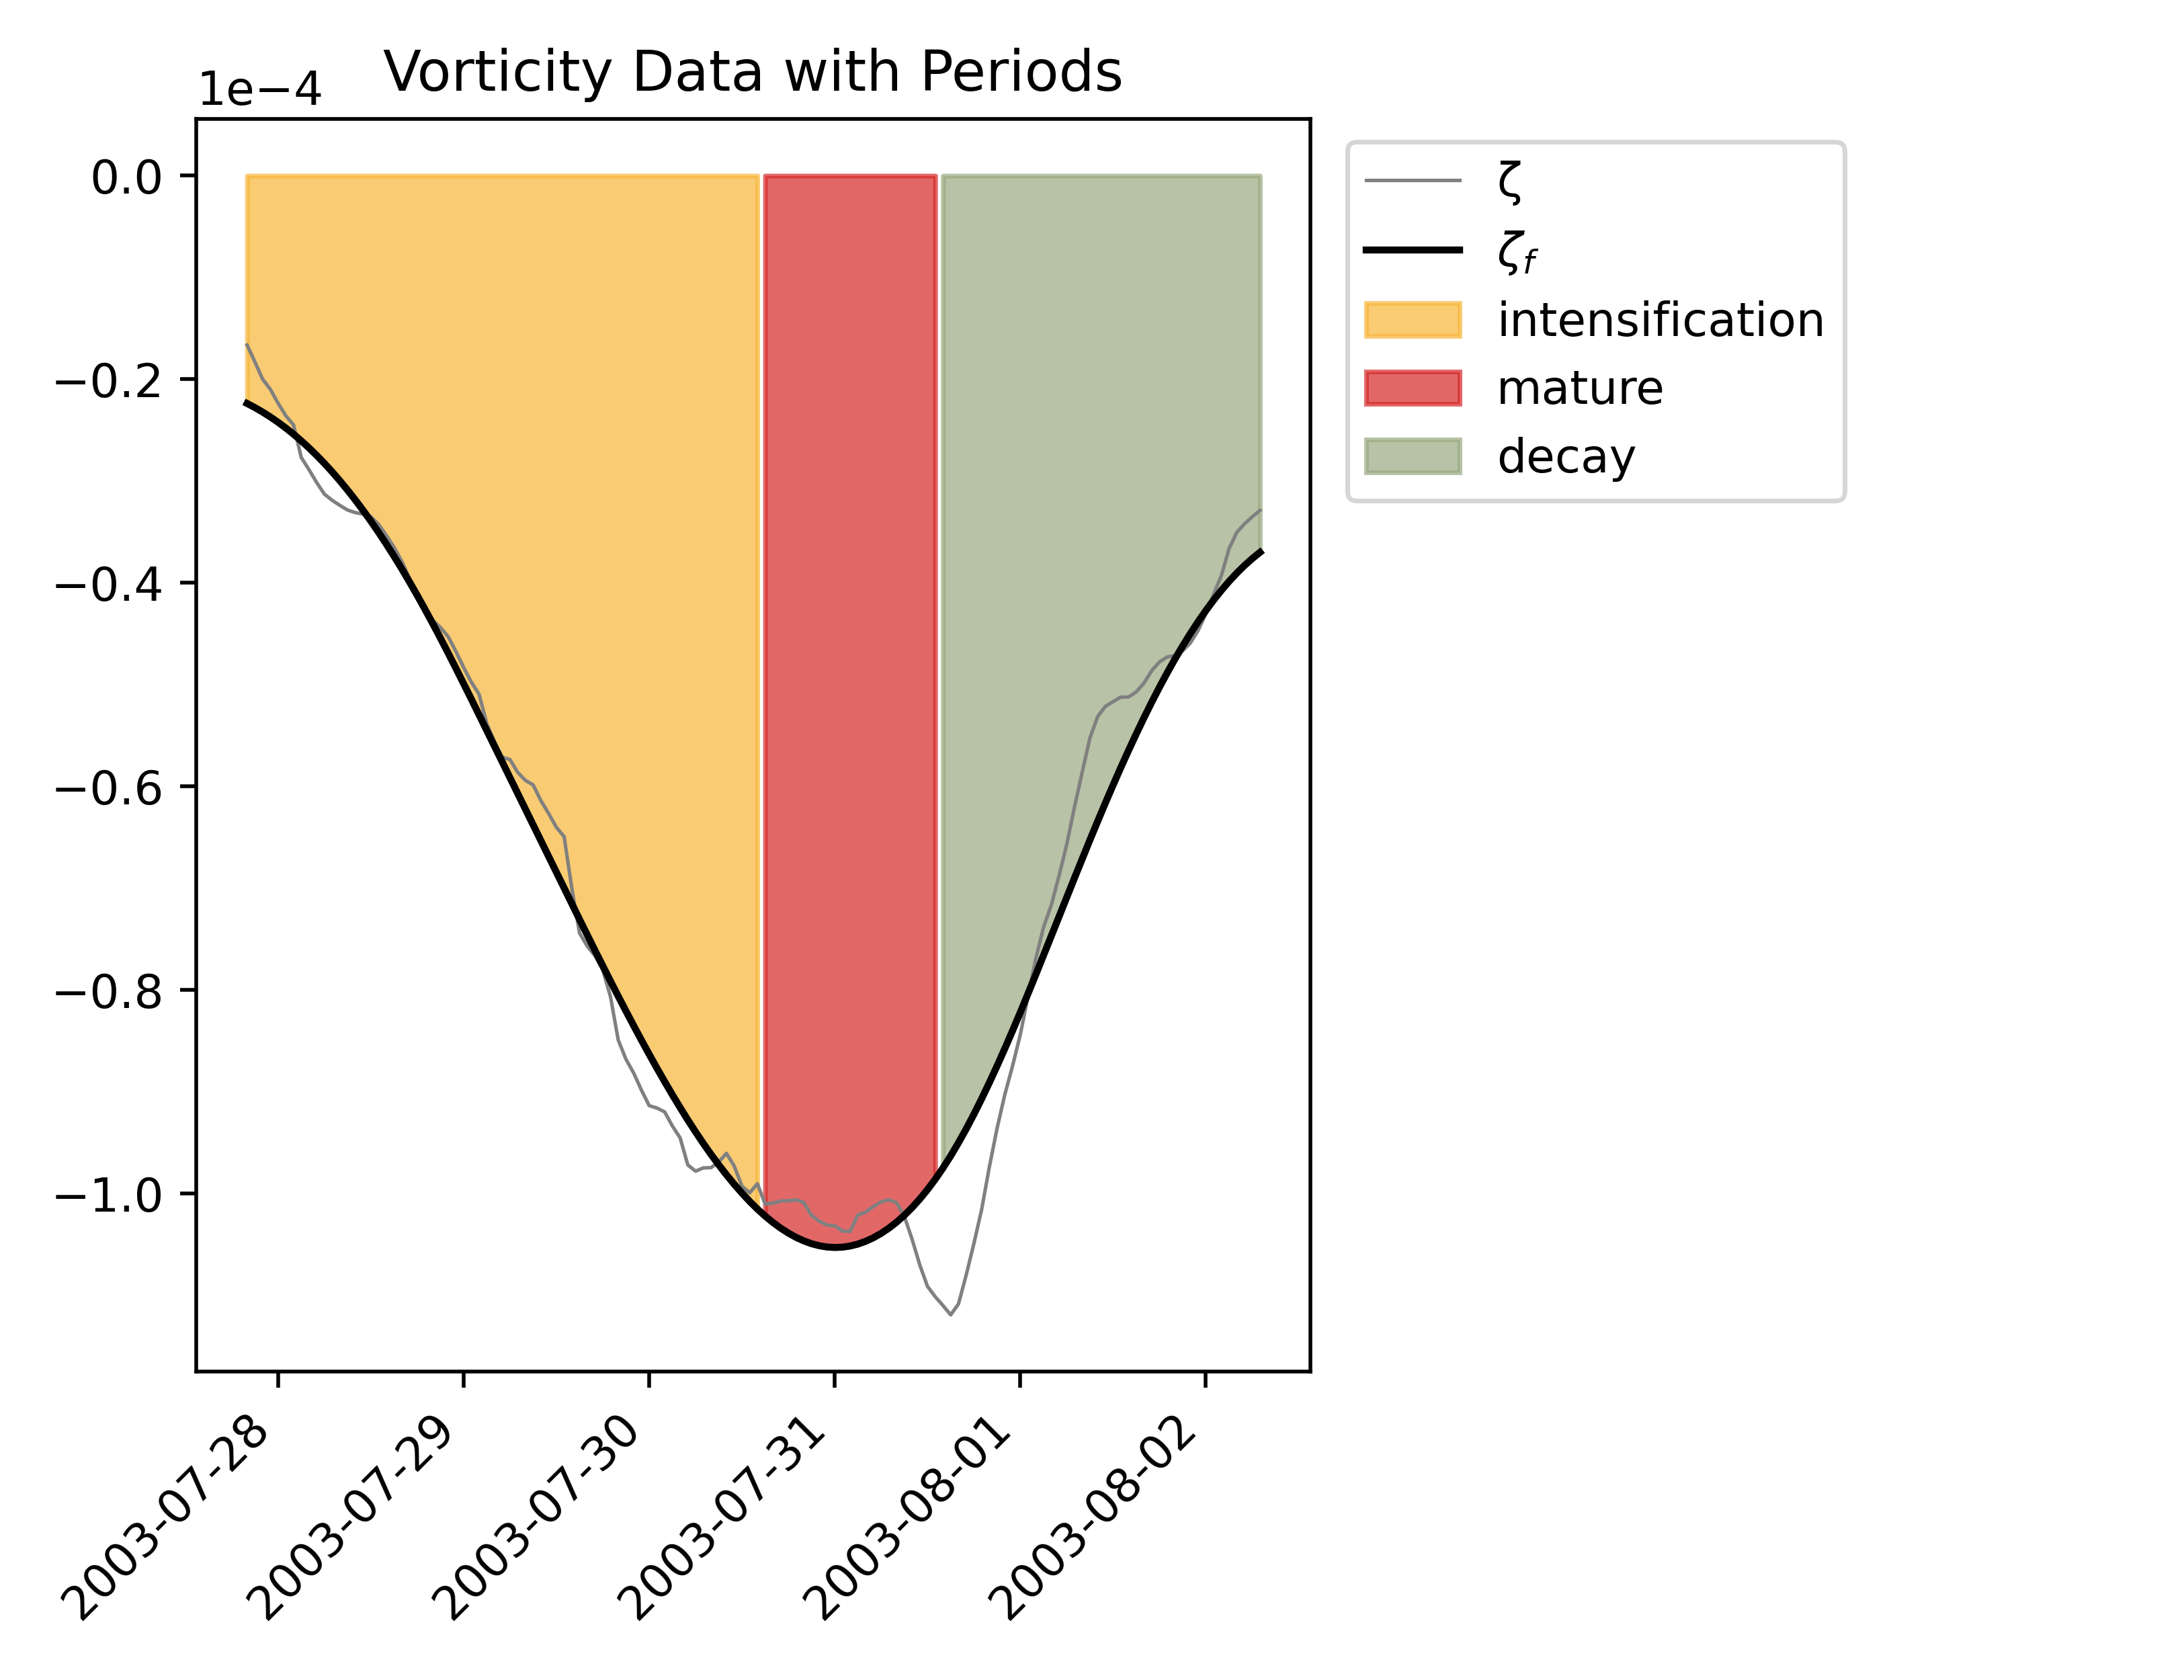 Vorticity Data with Periods
1e−4
0.0
−0.2
−0.4
−0.6
−0.8
−1.0
2003-07-28
2003-07-29
2003-07-30
2003-07-31
2003-08-01
2003-08-02
ζ
ζf
intensification
mature
decay